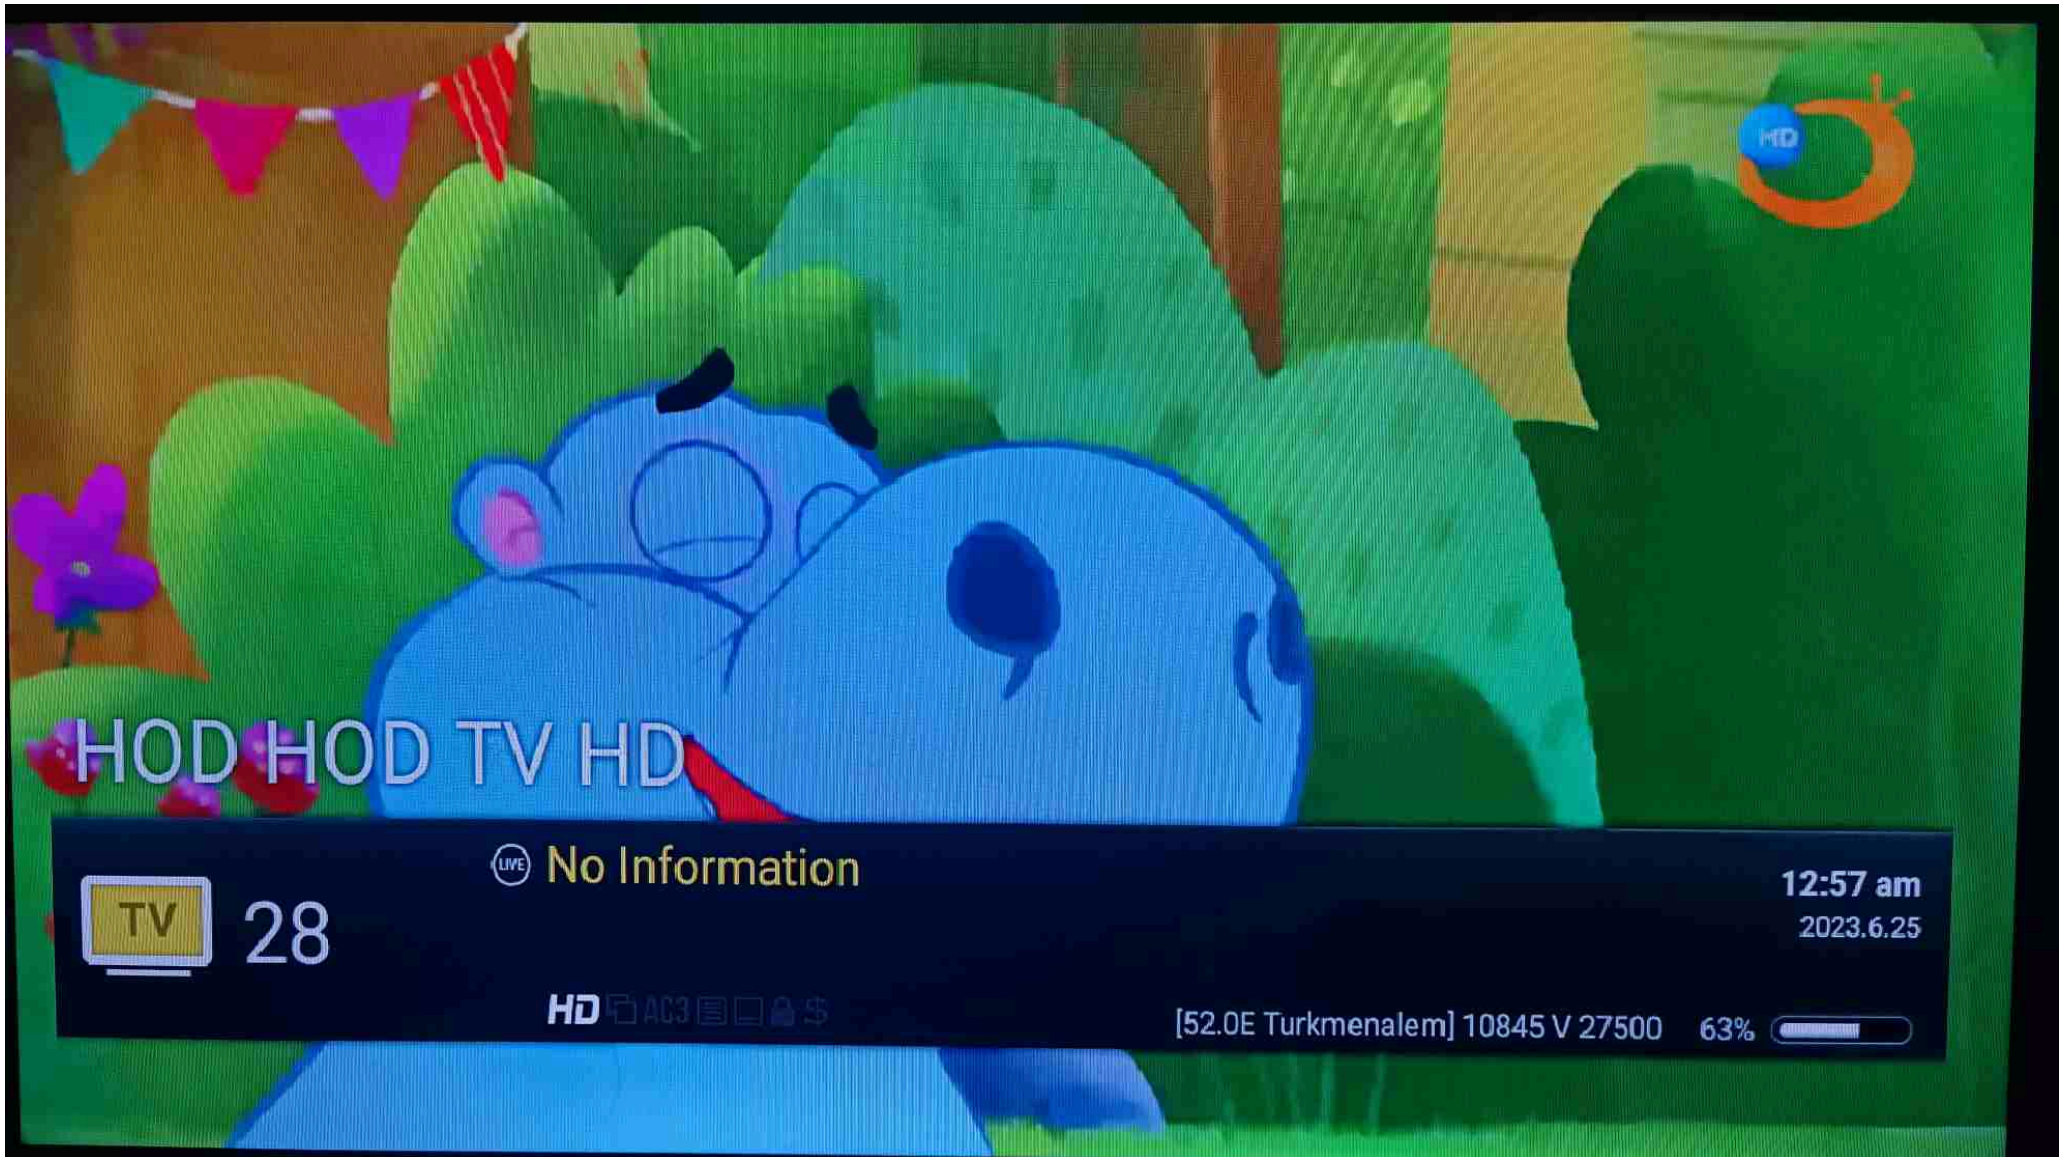 HD
HOD HOD TV HD
LIVE No Information
TV 28
12:57 am
2023.6.25
HD AC3 $
[52.0E Turkmenalem] 10845 V 27500 63%